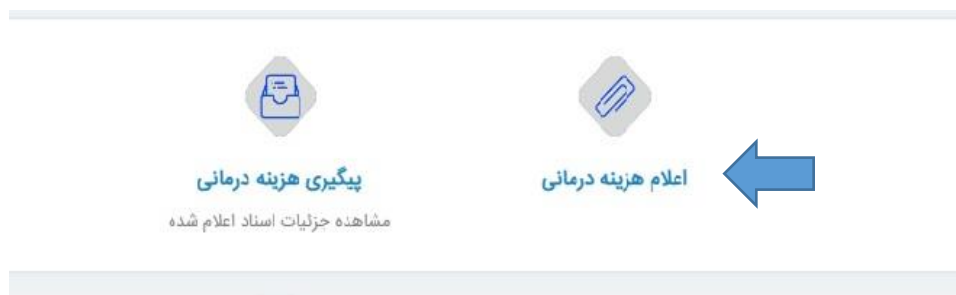 اعلام هزینه درمانی
پیگیری هزینه درمانی
مشاهده جزئیات اسناد اعلام شده